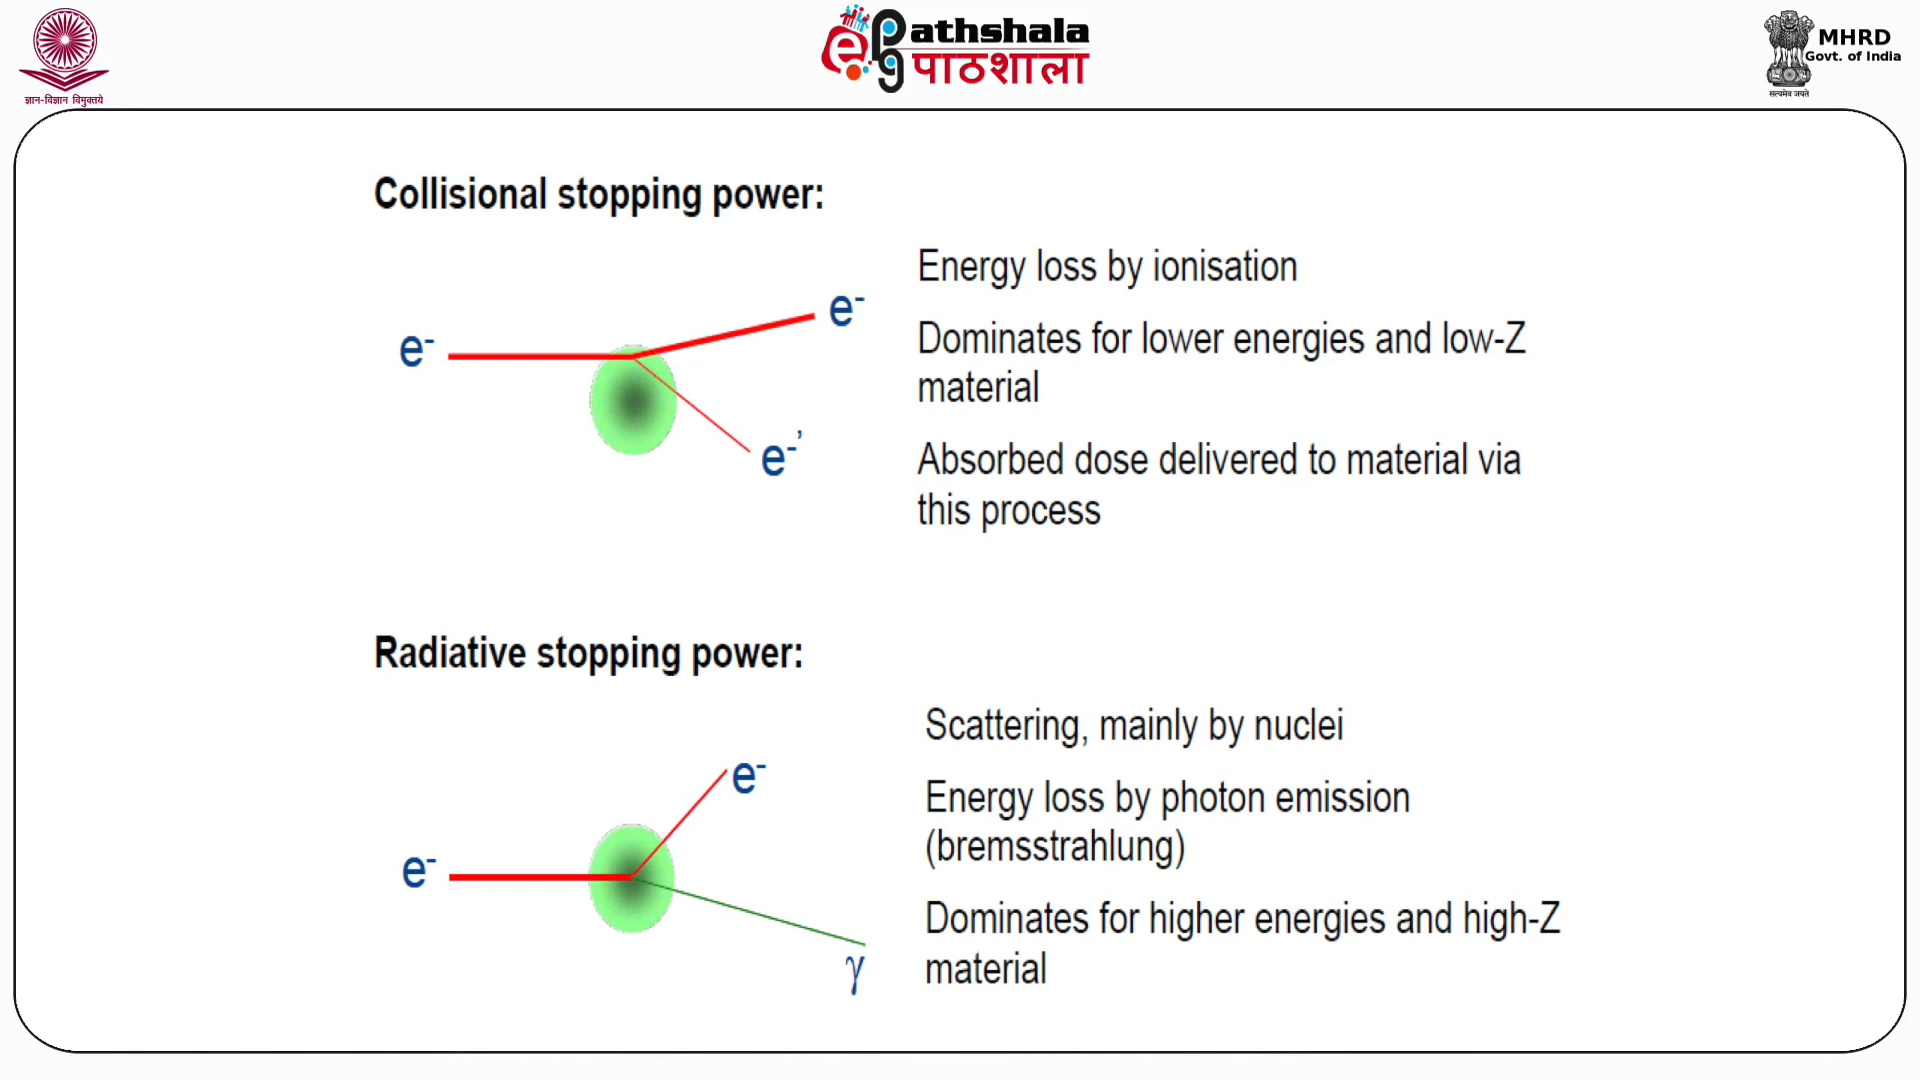 ज्ञान-विज्ञान विमुक्तये
e Pathshala
पाठशाला
MHRD
Govt. of India
सत्यमेव जयते
Collisional stopping power:
e-
e-
e-’
Energy loss by ionisation
Dominates for lower energies and low-Z
material
Absorbed dose delivered to material via
this process
Radiative stopping power:
e-
e-
γ
Scattering, mainly by nuclei
Energy loss by photon emission
(bremsstrahlung)
Dominates for higher energies and high-Z
material